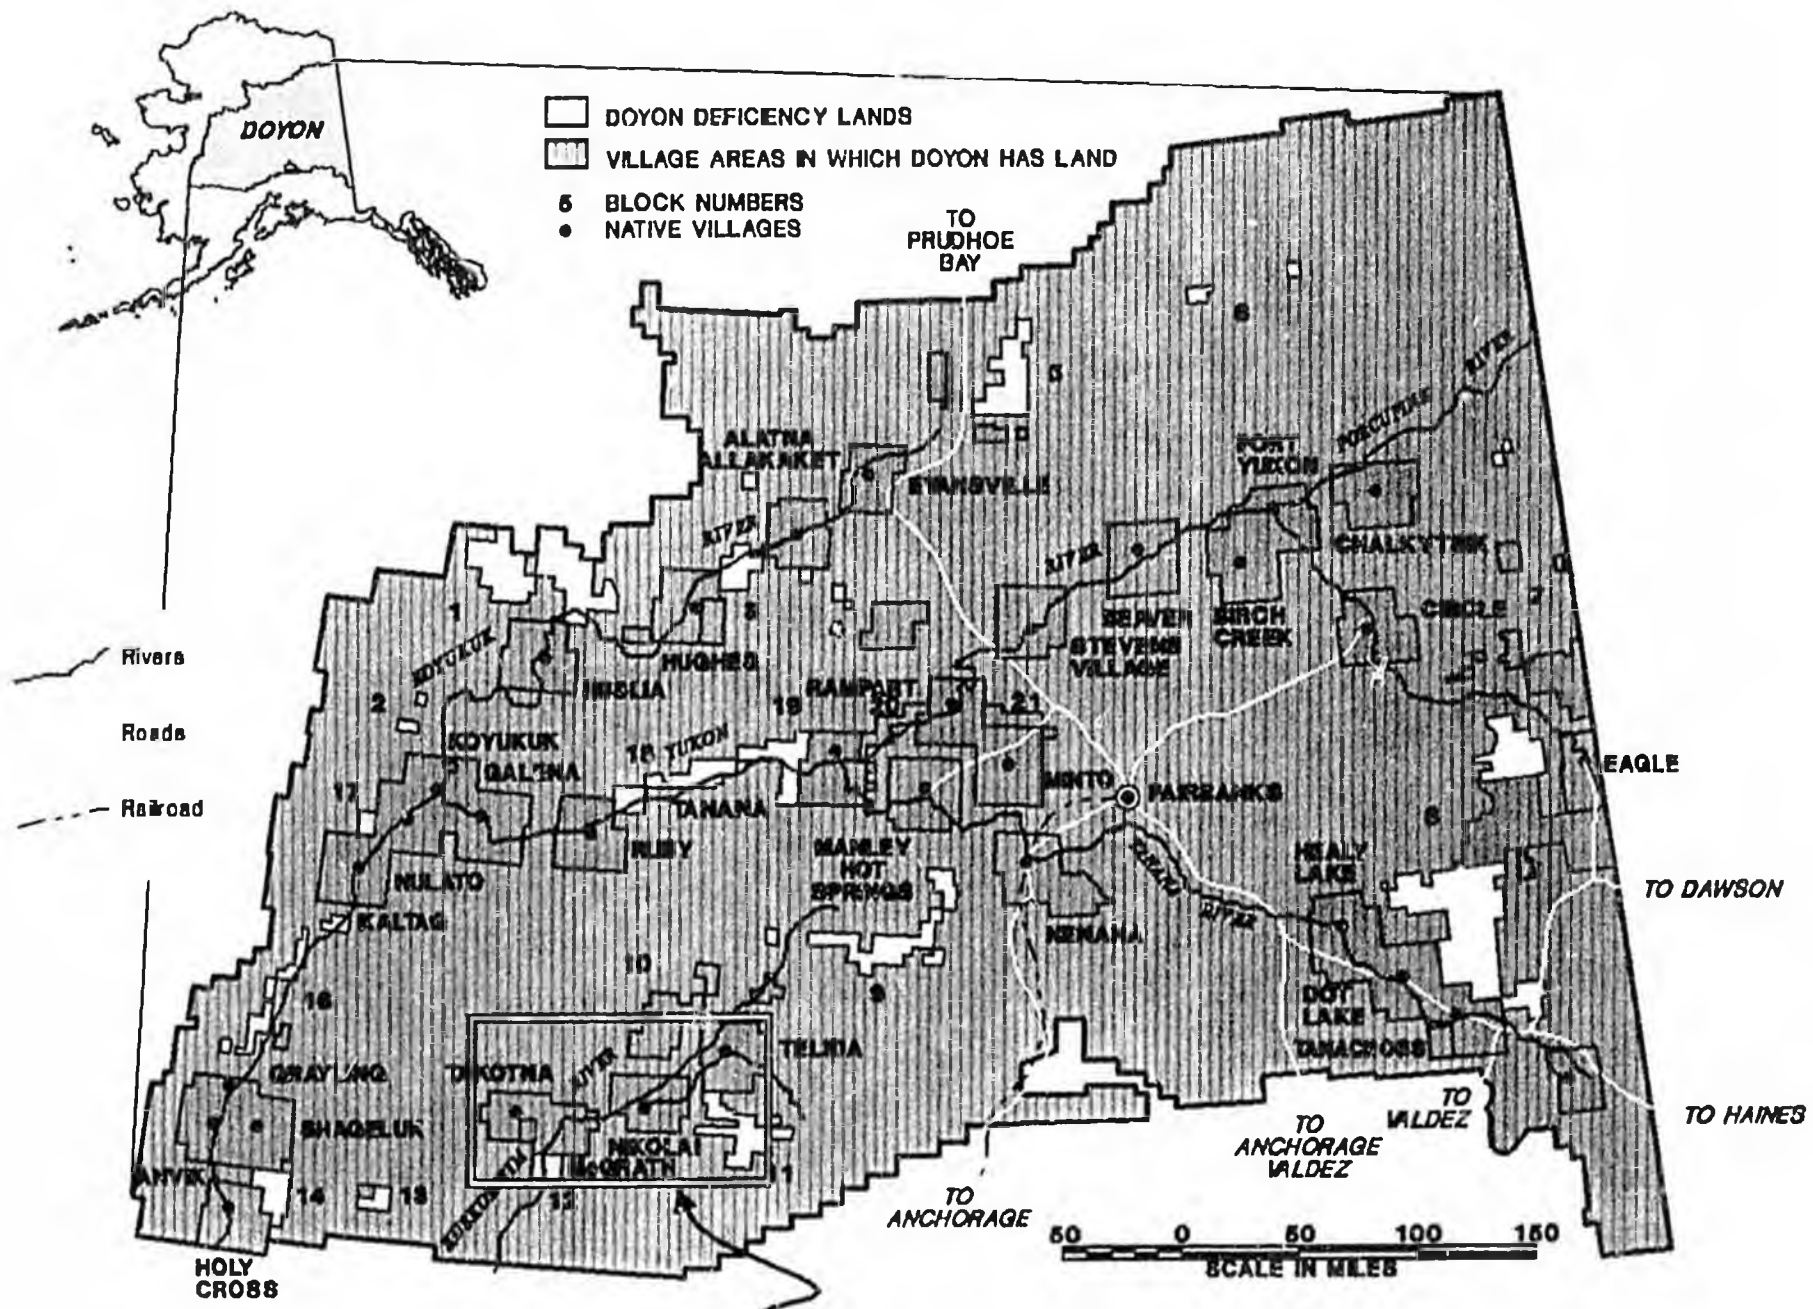 DOYON
DOYON DEFICIENCY LANDS
VILLAGE AREAS IN WHICH DOYON HAS LAND
5 BLOCK NUMBERS
NATIVE VILLAGES
TO
PRUDHOE
BAY
6
5
PORCUPINE RIVER
FORT
YUKON
ALATNA
ALLAKAKET
EVANSVILLE
RIVER
RIVER
CHALKYITSIK
1
3
BEAVER
BIRCH
CREEK
CIRCLE
7
STEVENS
VILLAGE
Rivers
KOYUKUK
HUGHES
HUSLIA
RAMPART
2
19
20
21
Roads
KOYUKUK
GALENA
18
YUKON
EAGLE
17
MINTO
FAIRBANKS
Railroad
TANANA
8
RUBY
MANLEY
HOT
SPRINGS
HEALY
LAKE
NULATO
TANANA RIVER
TO DAWSON
KALTAG
NENANA
10
16
9
DOT
LAKE
TANACROSS
TELIDA
GRAYLING
RIVER
TO
VALDEZ
TO HAINES
SHAGELUK
TO
ANCHORAGE
VALDEZ
NIKOLAI
McGRATH
ANVIK
14
13
12
11
KUSKOKWIM
TO
ANCHORAGE
50 0 50 100 150
SCALE IN MILES
HOLY
CROSS